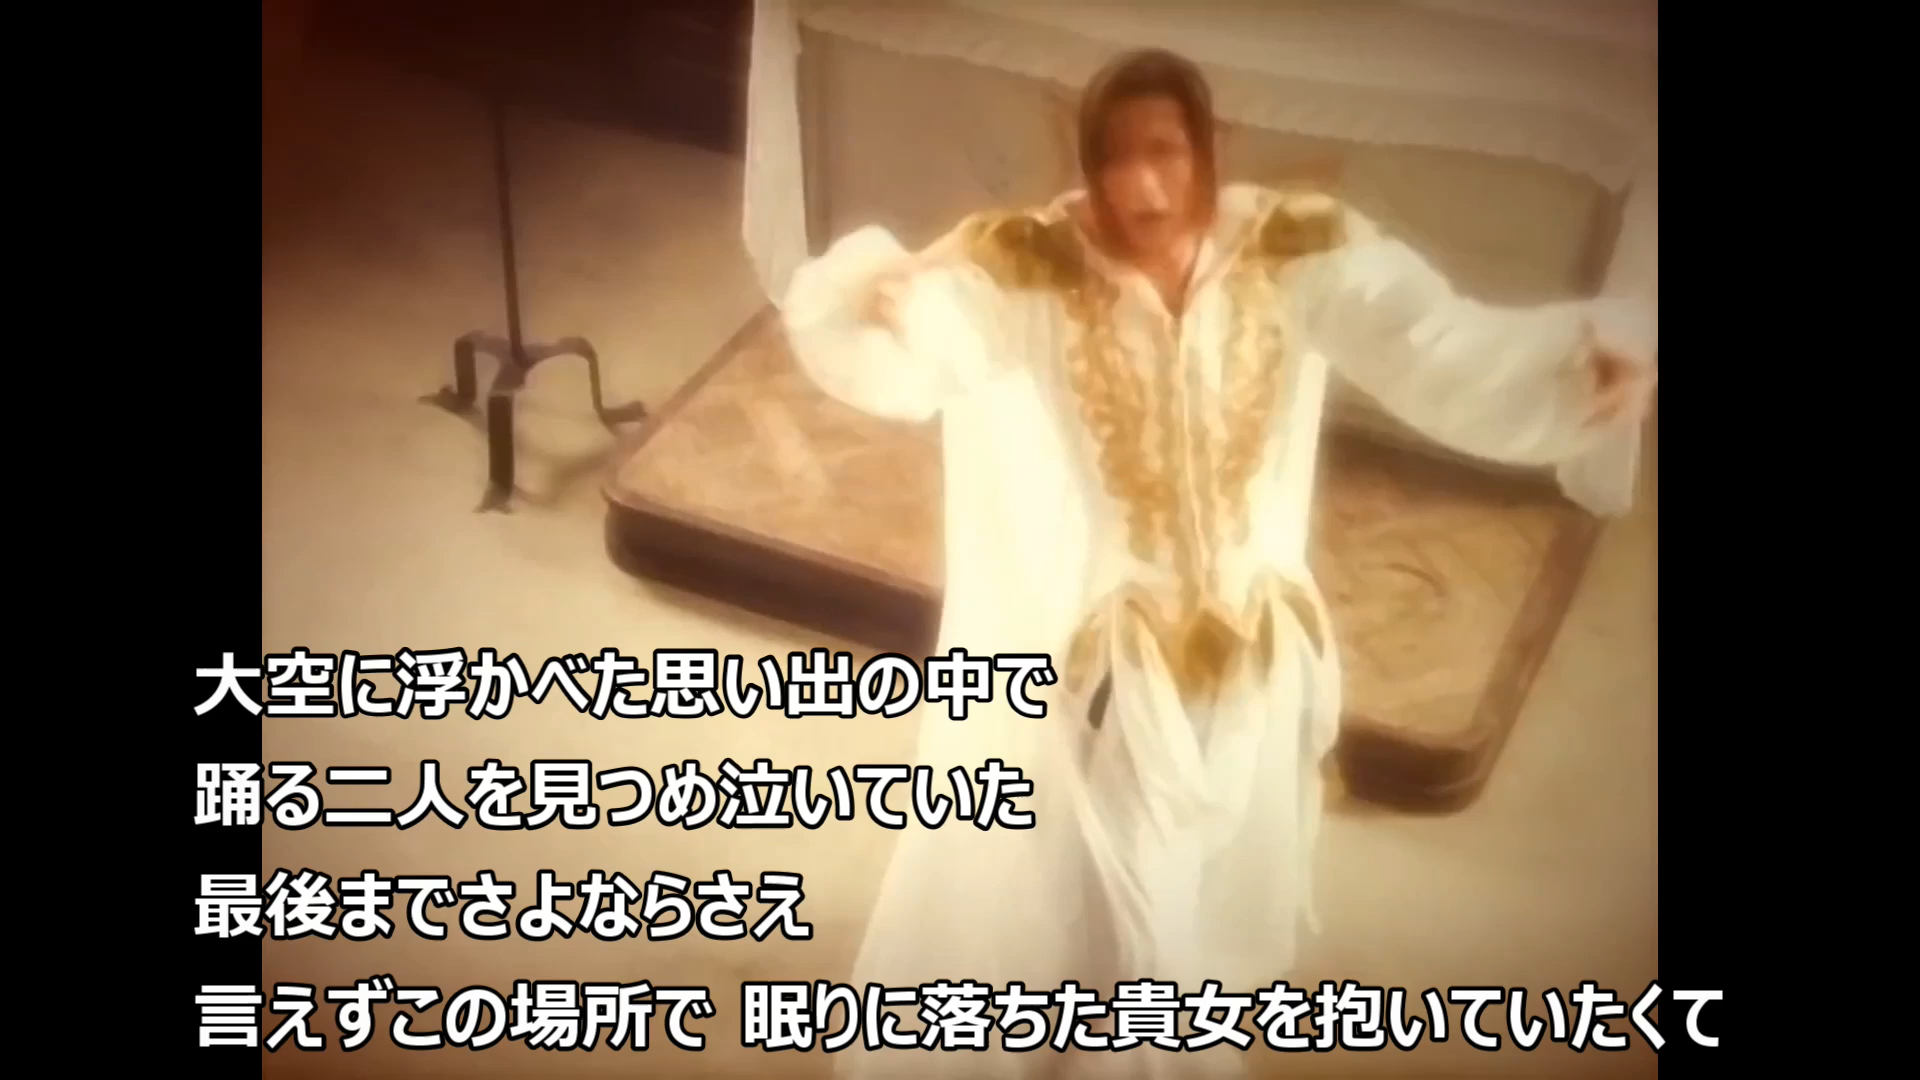 大空に浮かべた思い出の中で
踊る二人を見つめ泣いていた
最後までさよならさえ
言えずこの場所で 眠りに落ちた貴女を抱いていたくて